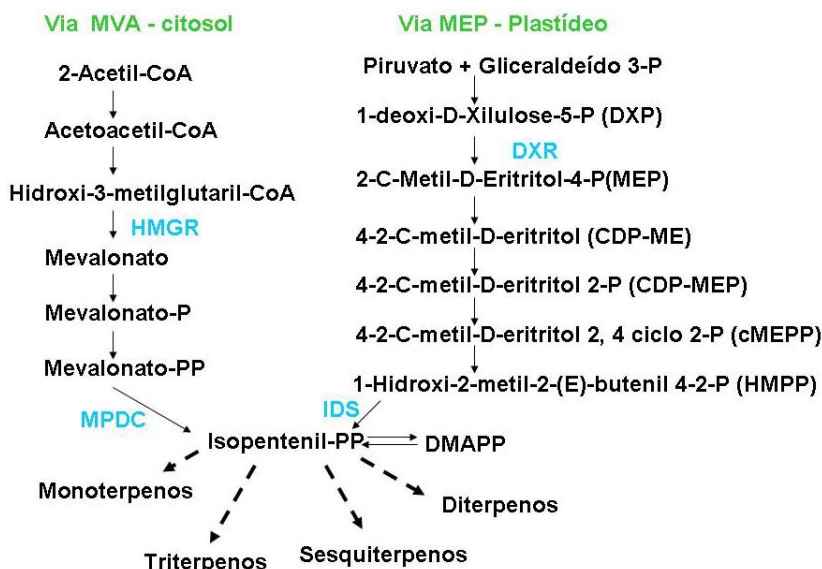 Via MVA - citosol
2-Acetil-CoA
Acetoacetil-CoA
Hidroxi-3-metilglutaril-CoA
HMGR
Mevalonato
Mevalonato-P
Mevalonato-PP
MPDC
Via MEP - Plastídeo
Piruvato + Gliceraldeído 3-P
1-deoxi-D-Xilulose-5-P (DXP)
DXR
2-C-Metil-D-Eritritol-4-P(MEP)
4-2-C-metil-D-eritritol (CDP-ME)
4-2-C-metil-D-eritritol 2-P (CDP-MEP)
4-2-C-metil-D-eritritol 2, 4 ciclo 2-P (cMEPP)
1-Hidroxi-2-metil-2-(E)-butenil 4-2-P (HMPP)
IDS
Isopentenil-PP
DMAPP
Monoterpenos
Triterpenos
Sesquiterpenos
Diterpenos